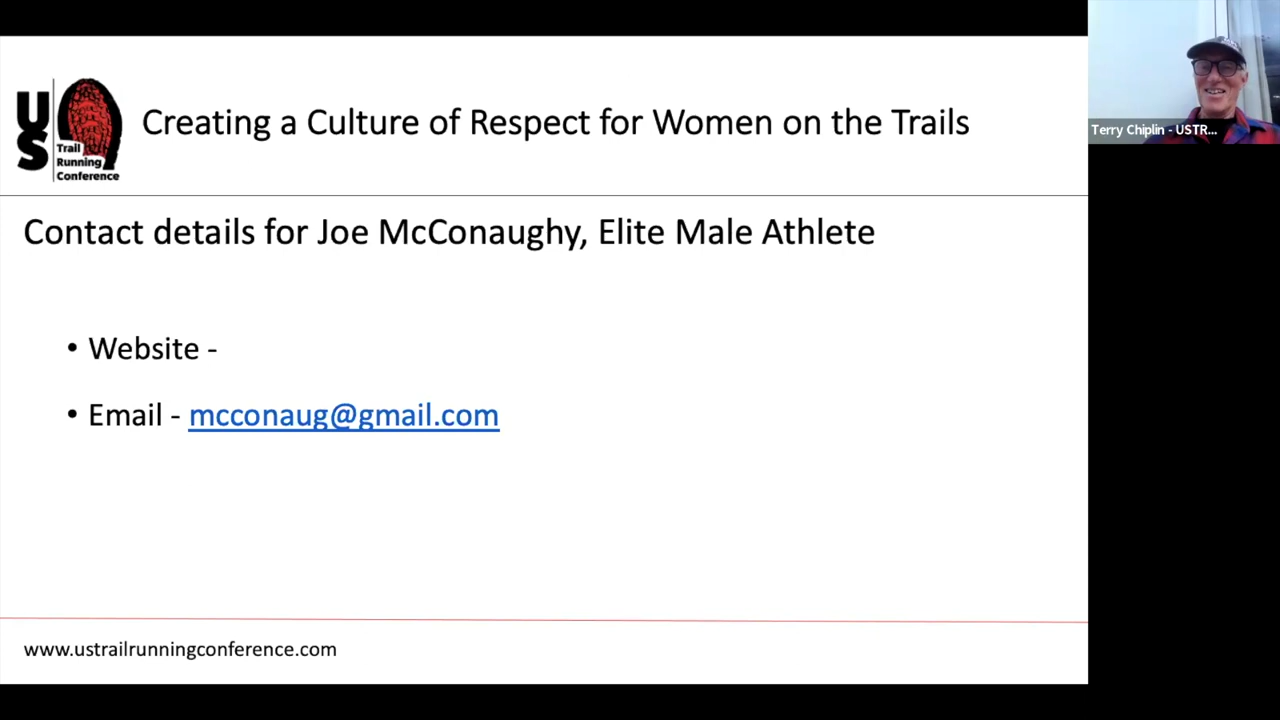 US
Trail
Running
Conference
Creating a Culture of Respect for Women on the Trails
Terry Chiplin - USTR...
Contact details for Joe McConaughy, Elite Male Athlete
• Website -
• Email - mcconaug@gmail.com
www.ustrailrunningconference.com